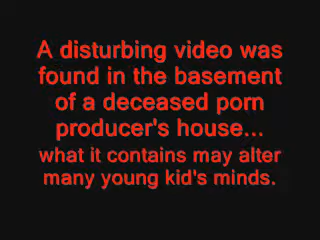 A disturbing video was
found in the basement
of a deceased porn
producer's house...
what it contains may alter
many young kid's minds.